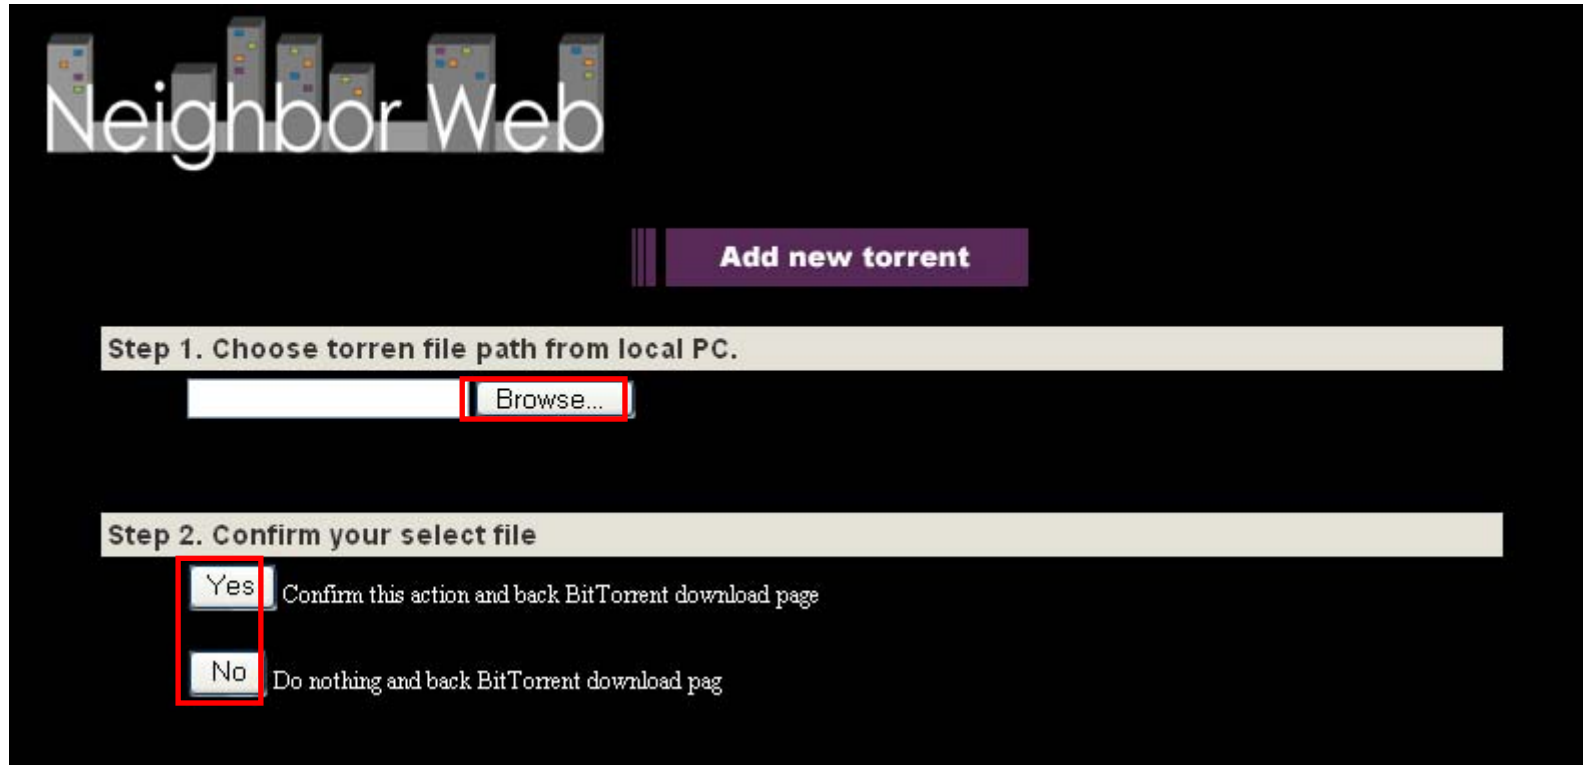 Neighbor Web
Add new torrent
Step 1. Choose torren file path from local PC.
Browse...
Step 2. Confirm your select file
Yes Confirm this action and back BitTorrent download page
No Do nothing and back BitTorrent download pag